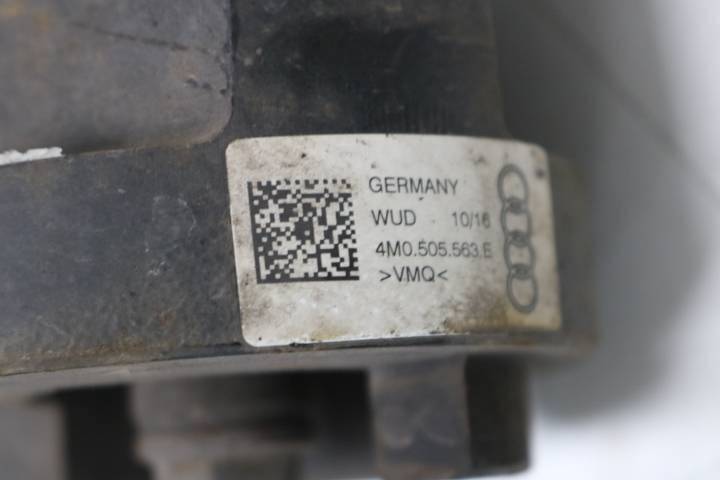 GERMANY
WUD 10/16
4M0.505.563.E
>VMQ<